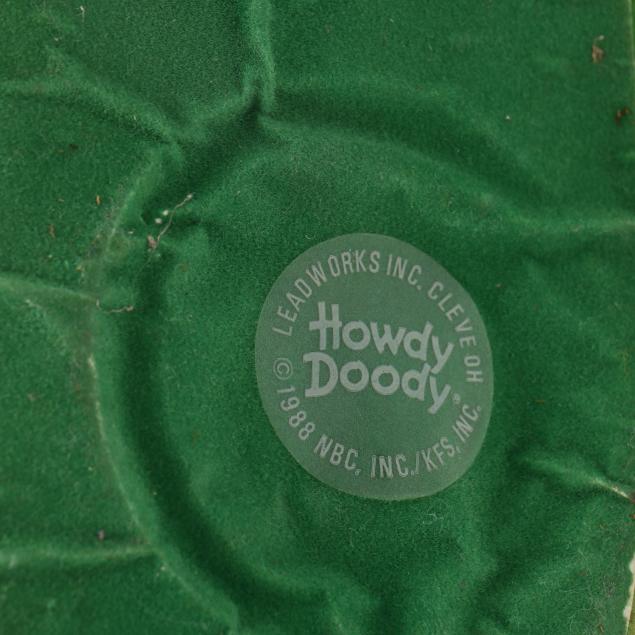 LEADWORKS INC. CLEVE OH
Howdy
Doody®
© 1988 NBC, INC./KFS, INC.